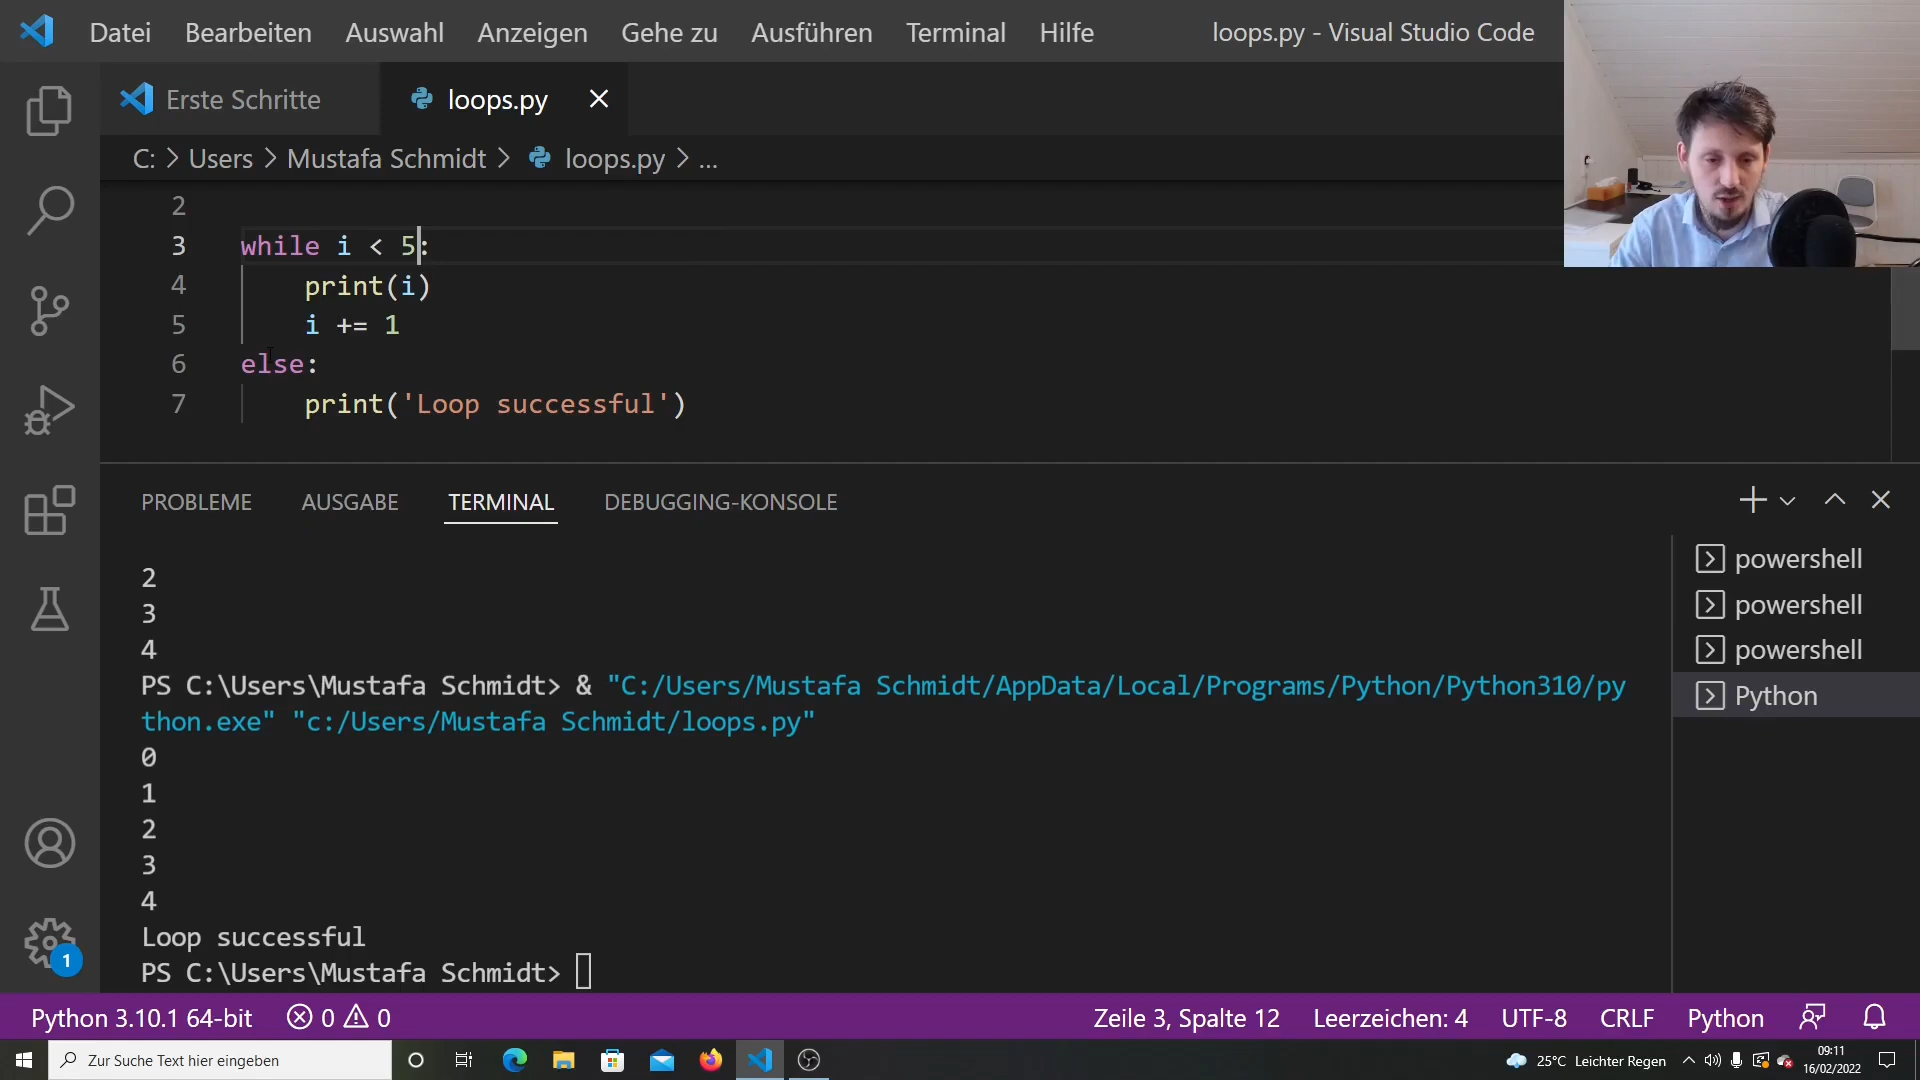 Datei Bearbeiten Auswahl Anzeigen Gehe zu Ausführen Terminal Hilfe loops.py - Visual Studio Code
Erste Schritte loops.py
C: > Users > Mustafa Schmidt > loops.py > ...
2
3 while i < 5:
4 print(i)
5 i += 1
6 else:
7 print('Loop successful')
PROBLEME AUSGABE TERMINAL DEBUGGING-KONSOLE
powershell
powershell
powershell
Python
2
3
4
PS C:\Users\Mustafa Schmidt> & "C:/Users/Mustafa Schmidt/AppData/Local/Programs/Python/Python310/py
thon.exe" "c:/Users/Mustafa Schmidt/loops.py"
0
1
2
3
4
Loop successful
PS C:\Users\Mustafa Schmidt>
1
Python 3.10.1 64-bit 0 0 Zeile 3, Spalte 12 Leerzeichen: 4 UTF-8 CRLF Python
Zur Suche Text hier eingeben 25°C Leichter Regen 09:11
16/02/2022